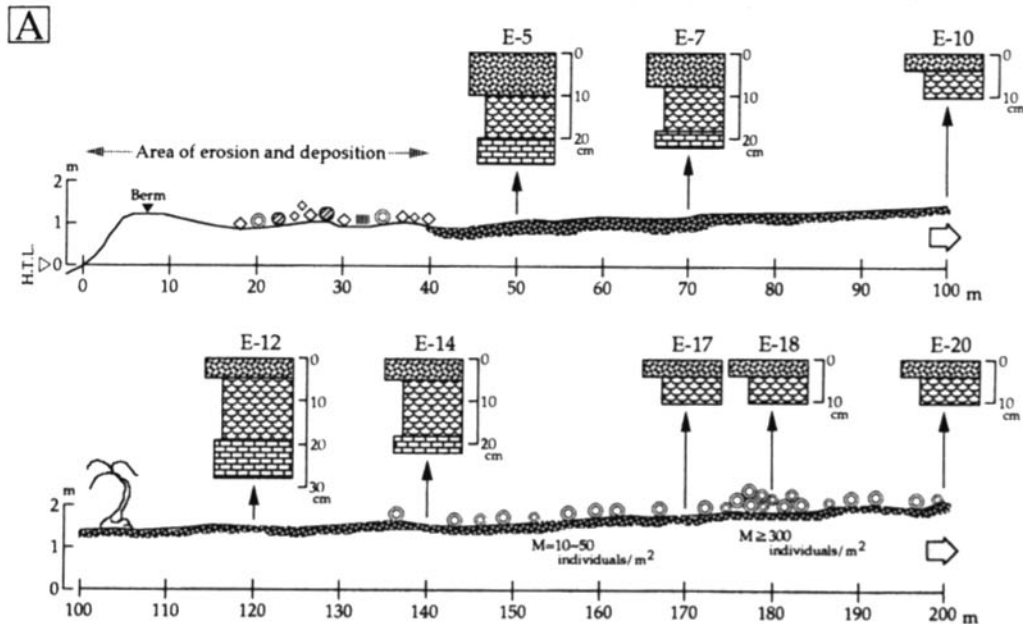 A
E-5
E-7
E-10
0
10
20
cm
0
10
20
cm
0
10
cm
Area of erosion and deposition
m
2
1
0
Berm
H.T.L.
0 10 20 30 40 50 60 70 80 90 100 m
E-12
E-14
E-17
E-18
E-20
0
10
20
30
cm
0
10
20
cm
0
10
cm
0
10
cm
m
2
1
0
M=10~50
individuals/m²
M≥300
individuals/m²
100 110 120 130 140 150 160 170 180 190 200 m